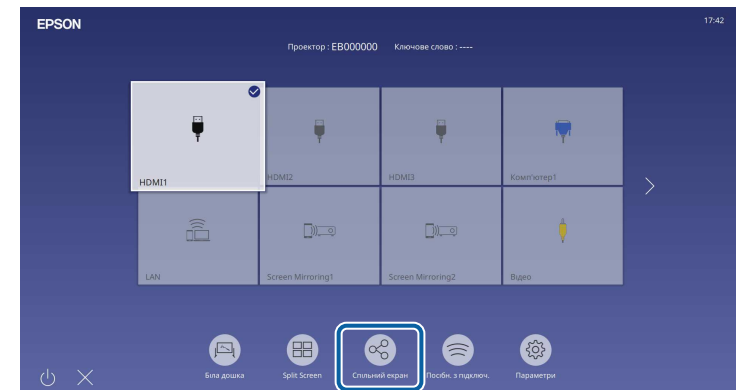 EPSON
17:42
Проектор : EB000000 Ключове слово : ----
HDMI1
HDMI2
HDMI3
Комп'ютер1
LAN
Screen Mirroring1
Screen Mirroring2
Відео
Біла дошка
Split Screen
Спільний екран
Посібн. з підключ.
Параметри